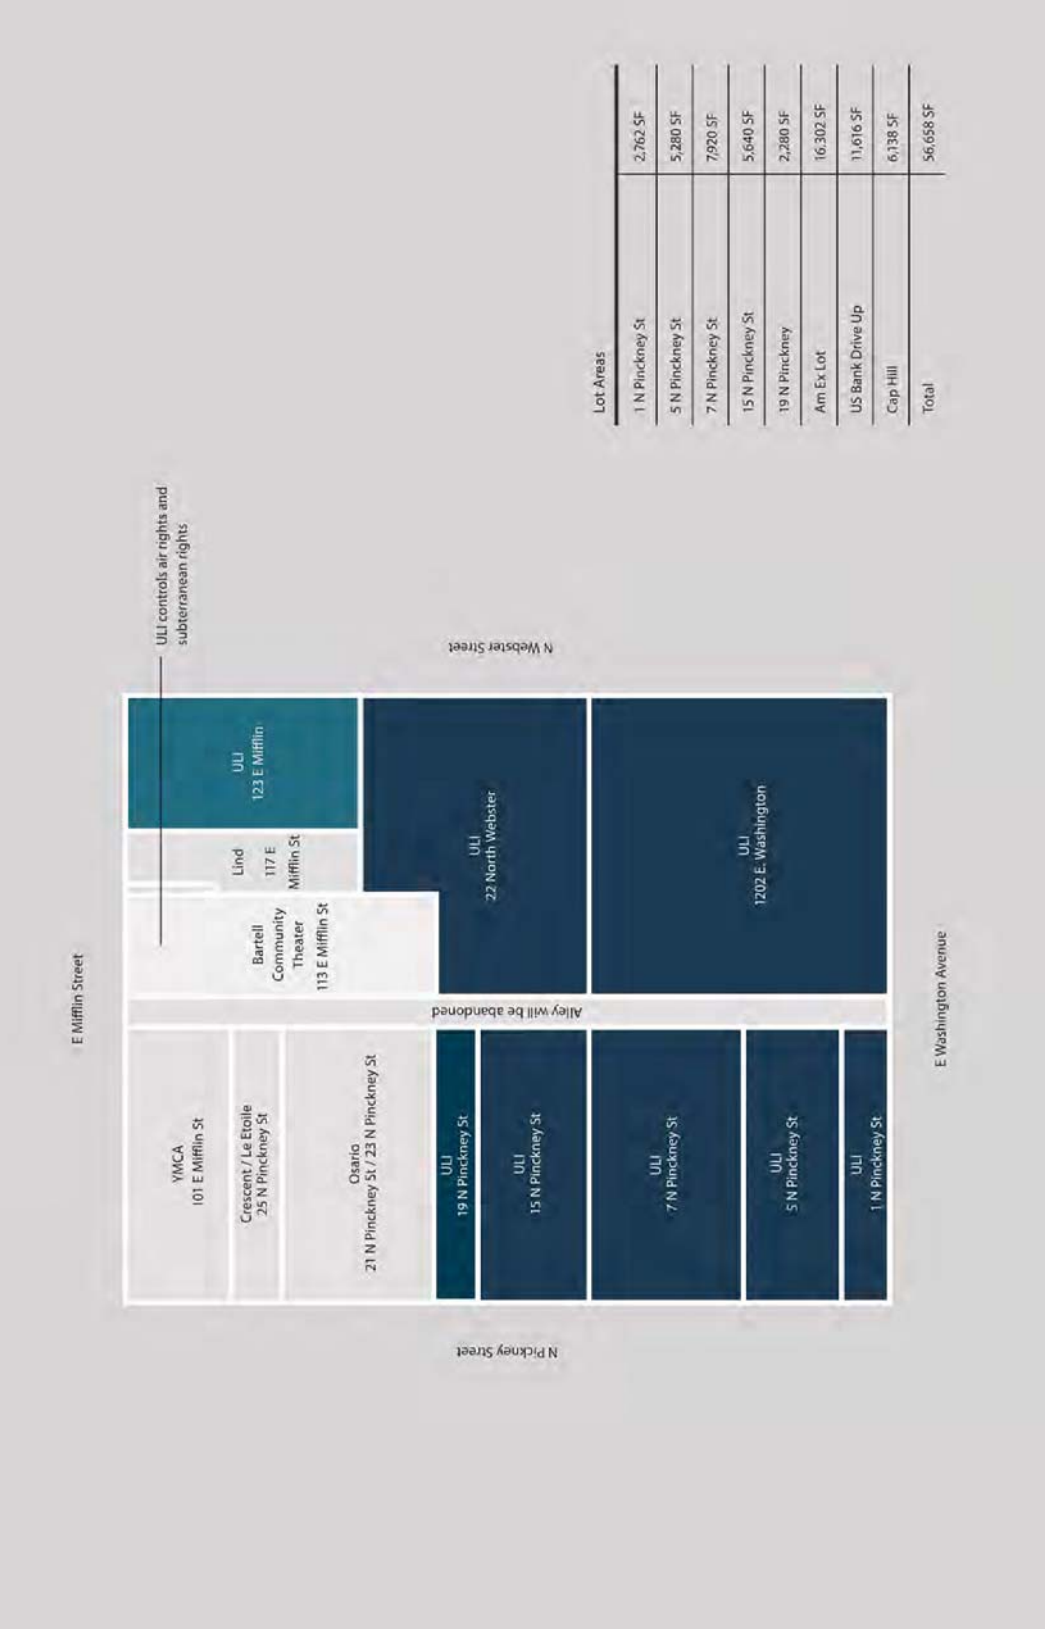 E Mifflin Street
ULI controls air rights and
subterranean rights
YMCA
101 E Mifflin St
Crescent / Le Etoile
25 N Pinckney St
Osario
21 N Pinckney St / 23 N Pinckney St
ULI
19 N Pinckney St
ULI
15 N Pinckney St
ULI
7 N Pinckney St
ULI
5 N Pinckney St
ULI
1 N Pinckney St
Alley will be abandoned
Bartell
Community
Theater
113 E Mifflin St
Lind
117 E
Mifflin St
ULI
123 E Mifflin
ULI
22 North Webster
ULI
1202 E. Washington
N Pickney Street
N Webster Street
E Washington Avenue
Lot Areas
1 N Pinckney St 2,762 SF
5 N Pinckney St 5,280 SF
7 N Pinckney St 7,920 SF
15 N Pinckney St 5,640 SF
19 N Pinckney 2,280 SF
Am Ex Lot 16,302 SF
US Bank Drive Up 11,616 SF
Cap Hill 6,138 SF
Total 56,658 SF